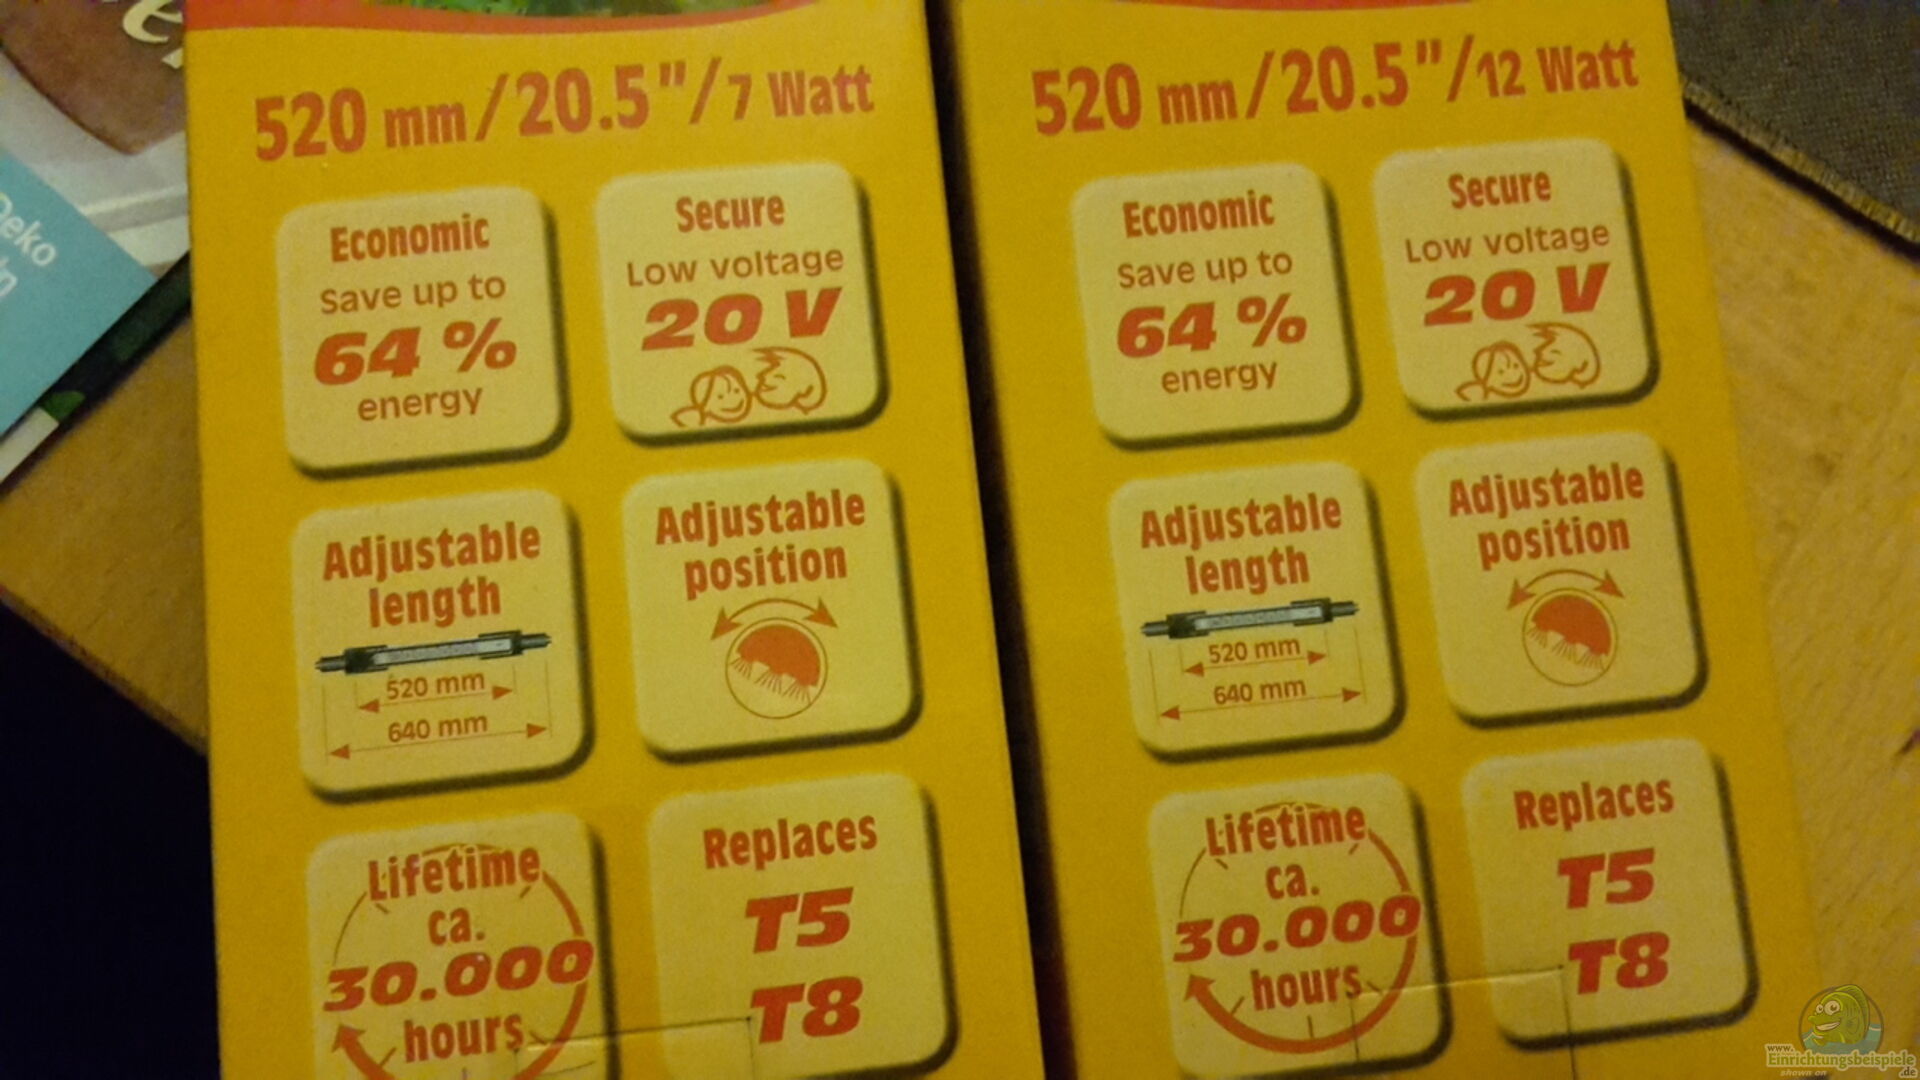 520 mm/20.5"/7 Watt
Economic
Save up to
64 %
energy
Secure
Low voltage
20 V
Adjustable
length
520 mm
640 mm
Adjustable
position
Lifetime
ca.
30.000
hours
Replaces
T5
T8
520 mm/20.5"/12 Watt
Economic
Save up to
64 %
energy
Secure
Low voltage
20 V
Adjustable
length
520 mm
640 mm
Adjustable
position
Lifetime
ca.
30.000
hours
Replaces
T5
T8
Deko
www.
Einrichtungsbeispiele
.de
shown on